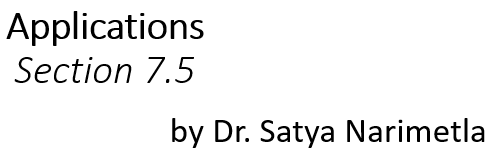 Applications
Section 7.5
by Dr. Satya Narimetla